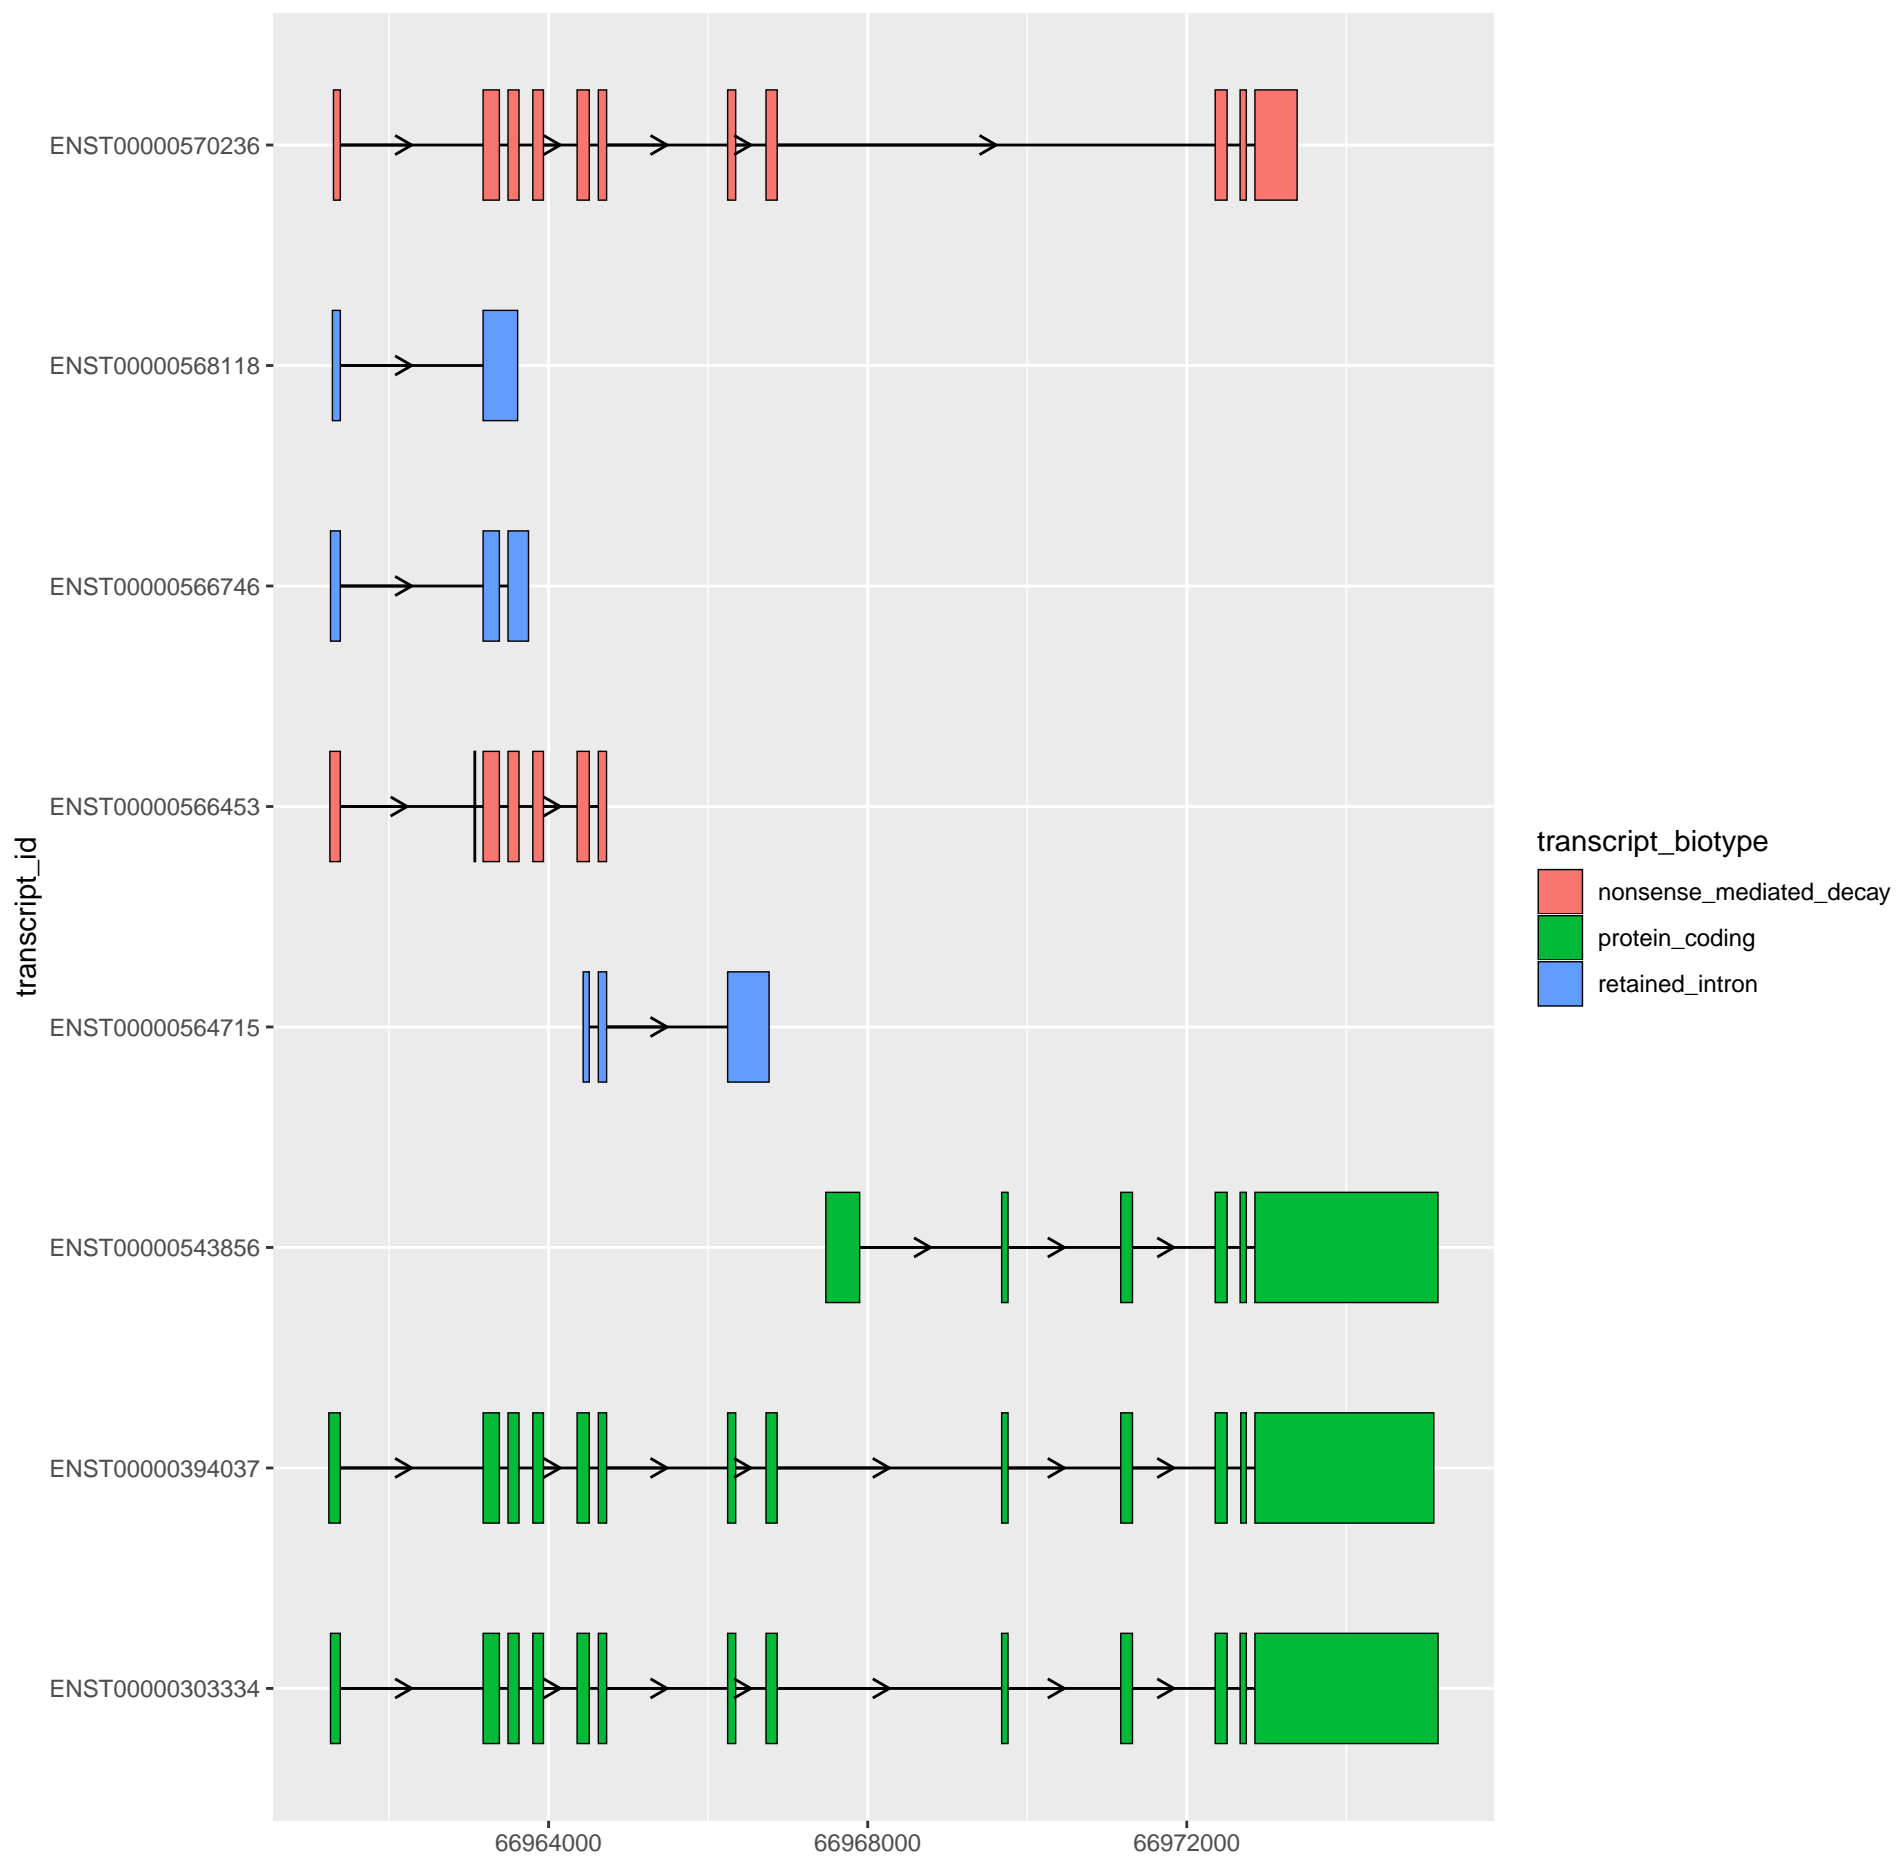 transcript_id
ENST00000570236
ENST00000568118
ENST00000566746
ENST00000566453
ENST00000564715
ENST00000543856
ENST00000394037
ENST00000303334
66964000
66968000
66972000
transcript_biotype
nonsense_mediated_decay
protein_coding
retained_intron